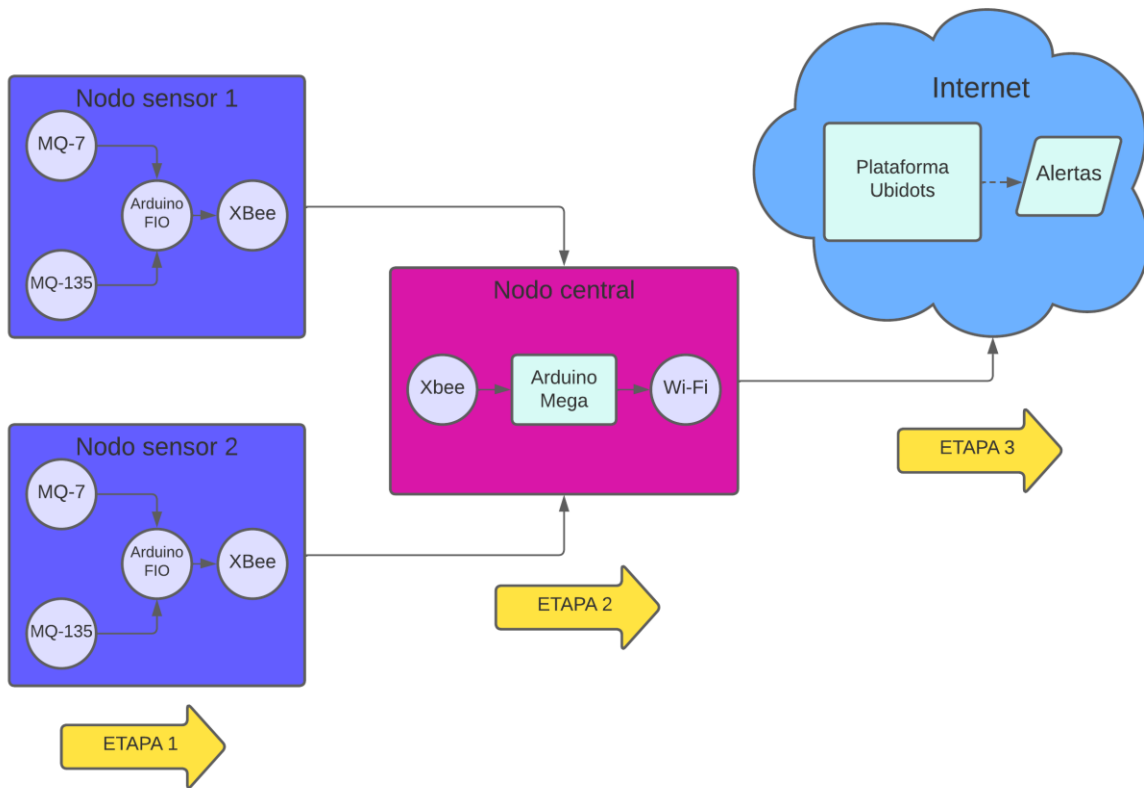 Nodo sensor 1
MQ-7
Arduino
FIO
XBee
MQ-135
Nodo sensor 2
MQ-7
Arduino
FIO
XBee
MQ-135
ETAPA 1
Nodo central
Xbee
Arduino
Mega
Wi-Fi
ETAPA 2
Internet
Plataforma
Ubidots
Alertas
ETAPA 3